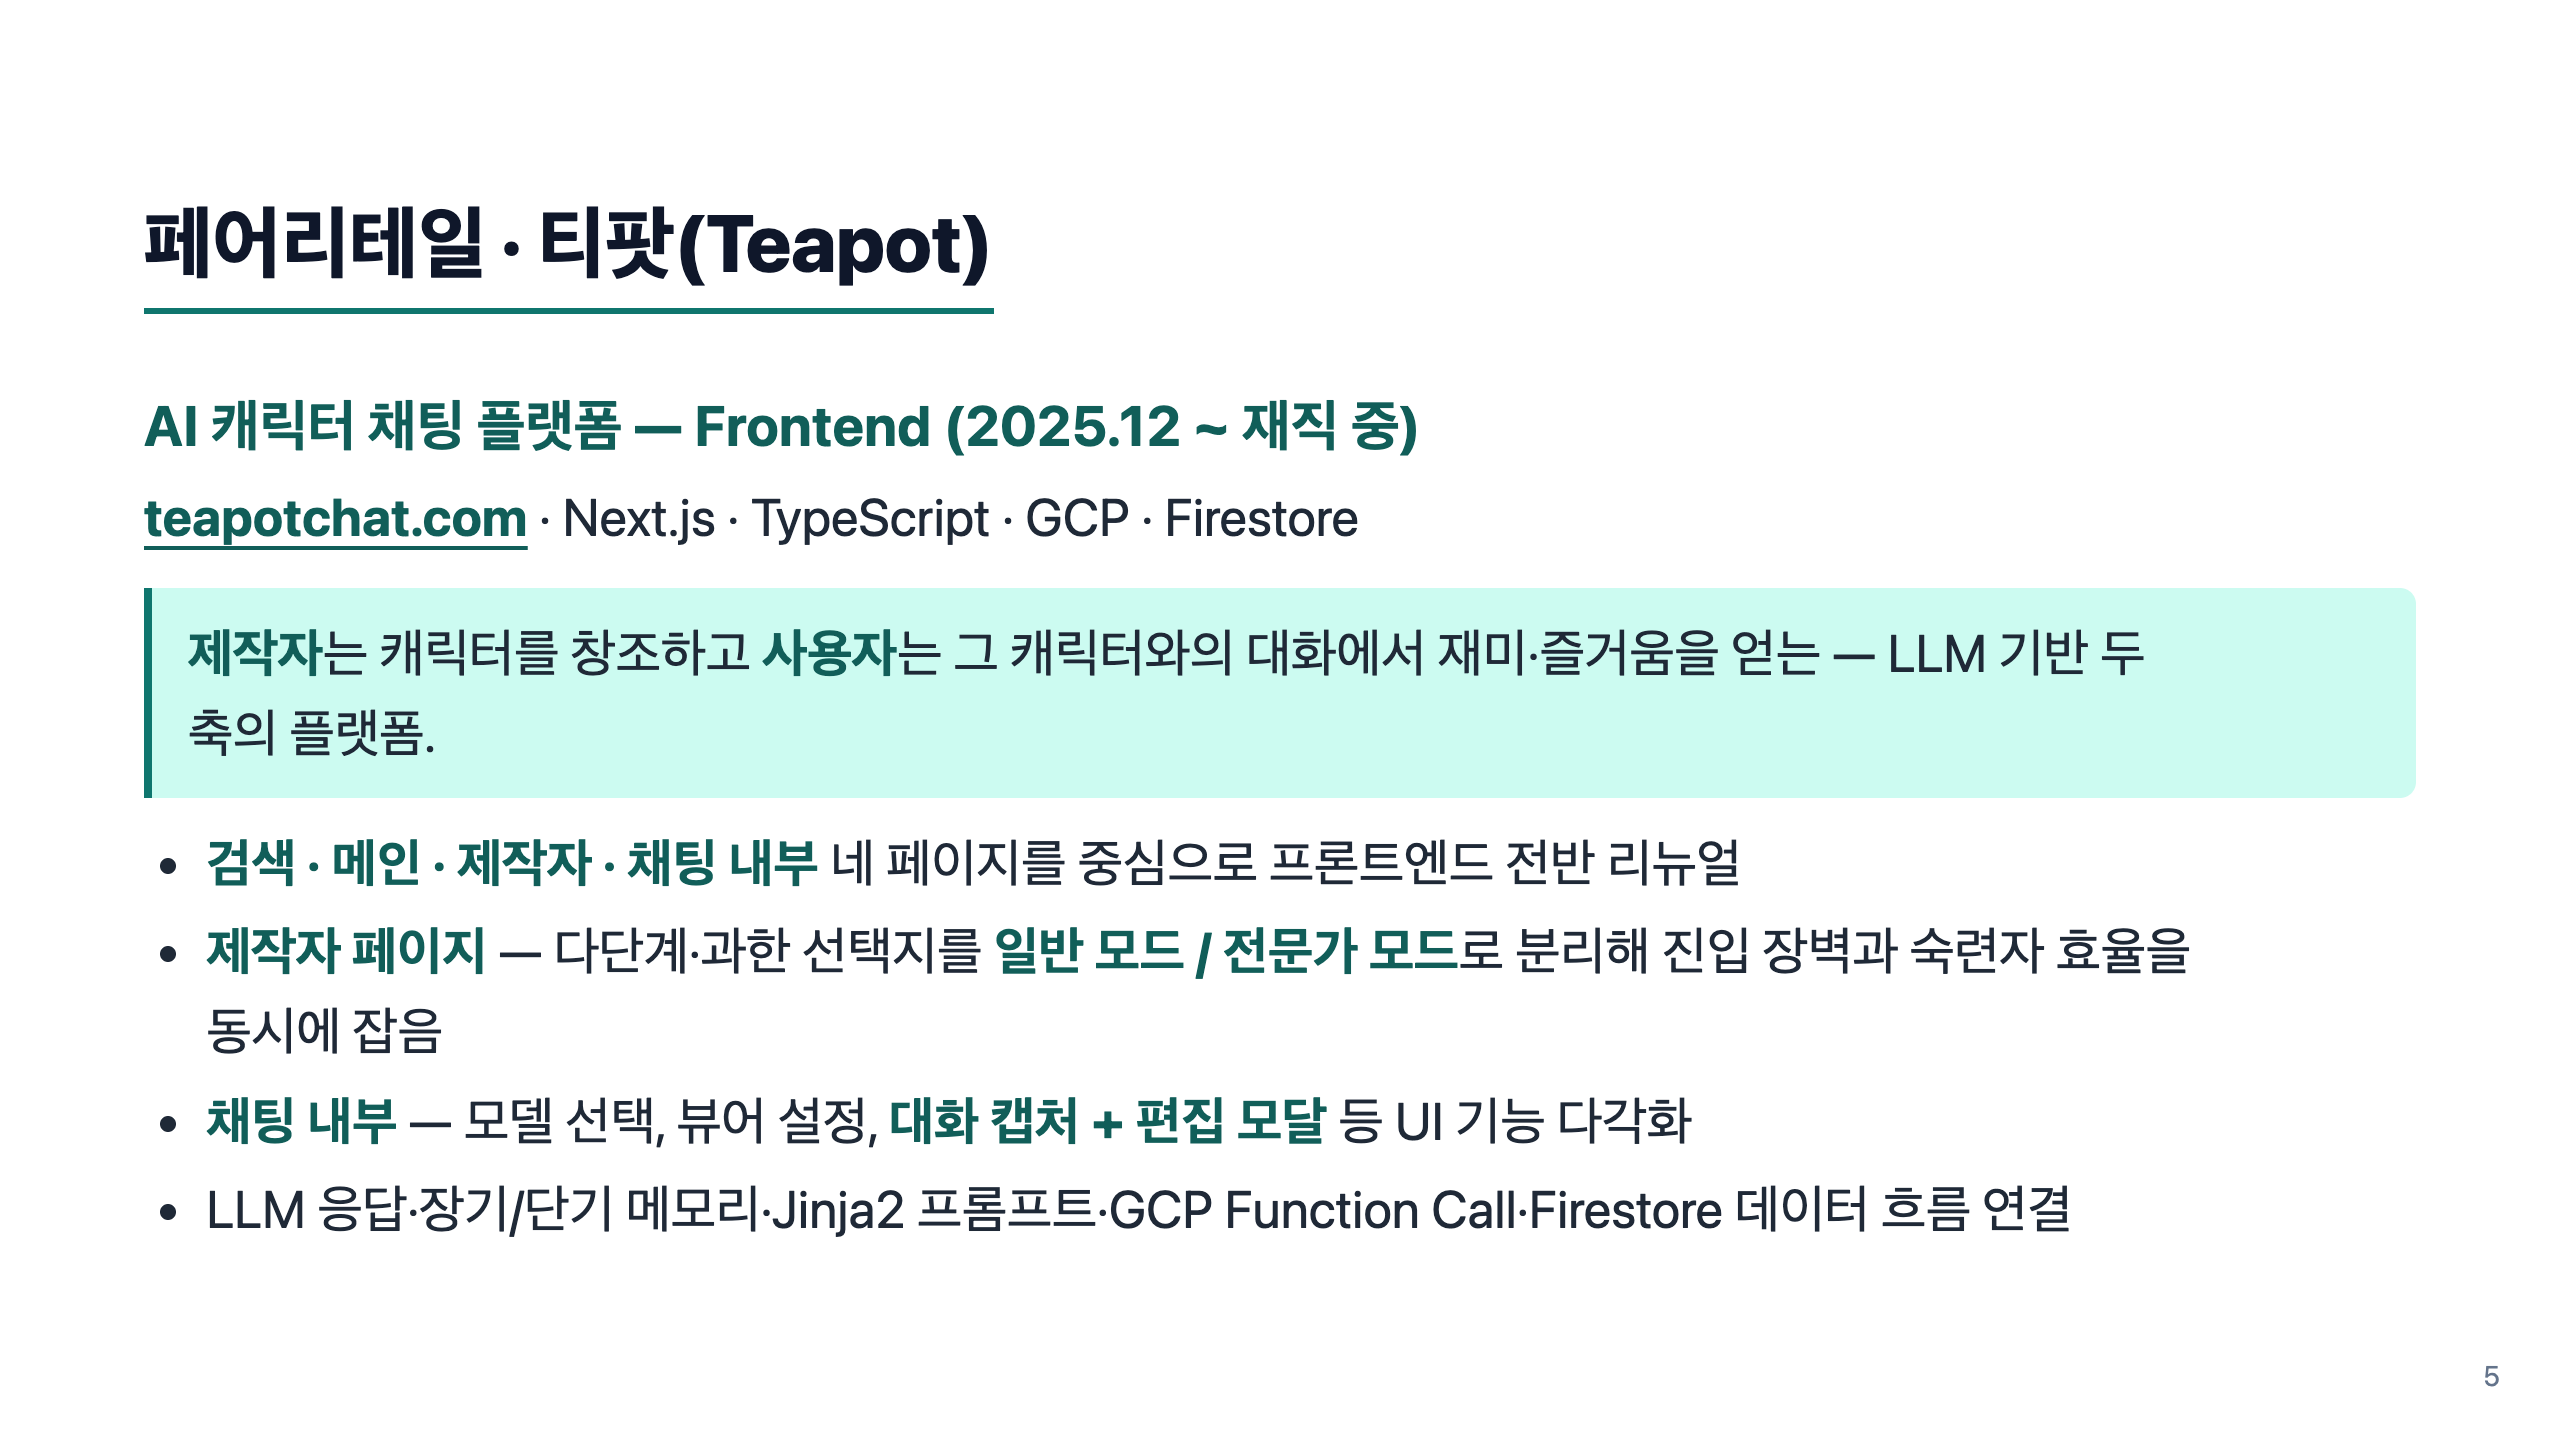 페어리테일 · 티팟(Teapot)
AI 캐릭터 채팅 플랫폼 — Frontend (2025.12 ~ 재직 중)
teapotchat.com · Next.js · TypeScript · GCP · Firestore
제작자는 캐릭터를 창조하고 사용자는 그 캐릭터와의 대화에서 재미·즐거움을 얻는 — LLM 기반 두
축의 플랫폼.
• 검색 · 메인 · 제작자 · 채팅 내부 네 페이지를 중심으로 프론트엔드 전반 리뉴얼
• 제작자 페이지 — 다단계·과한 선택지를 일반 모드 / 전문가 모드로 분리해 진입 장벽과 숙련자 효율을
동시에 잡음
• 채팅 내부 — 모델 선택, 뷰어 설정, 대화 캡처 + 편집 모달 등 UI 기능 다각화
• LLM 응답·장기/단기 메모리·Jinja2 프롬프트·GCP Function Call·Firestore 데이터 흐름 연결
5